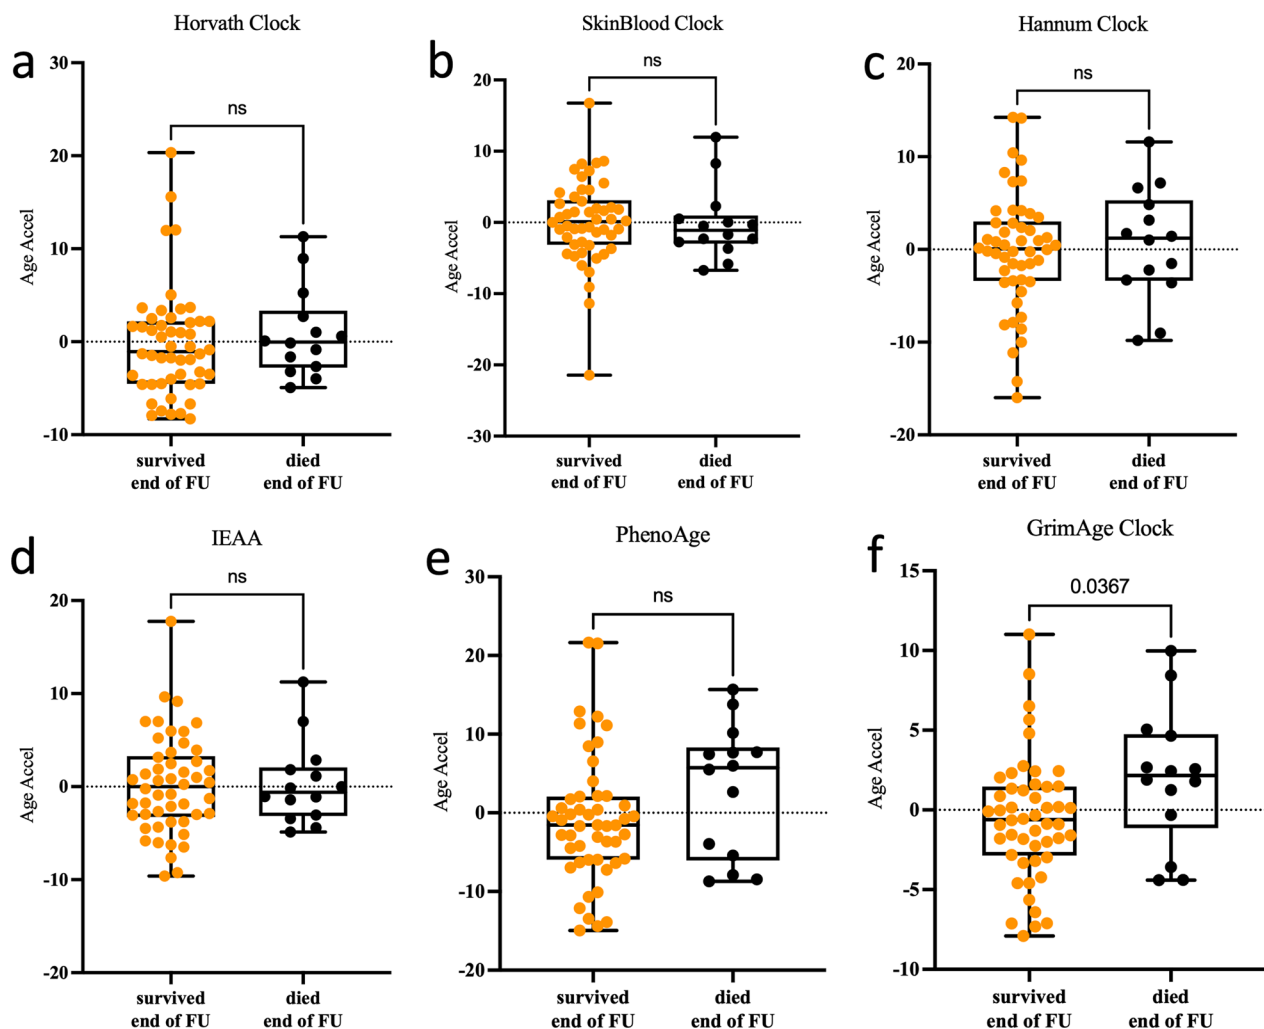 a
Horvath Clock
30
20
10
0
-10
Age Accel
ns
survived
end of FU
died
end of FU
b
SkinBlood Clock
20
10
0
-10
-20
-30
Age Accel
ns
survived
end of FU
died
end of FU
c
Hannum Clock
20
10
0
-10
-20
Age Accel
ns
survived
end of FU
died
end of FU
d
IEAA
20
10
0
-10
-20
Age Accel
ns
survived
end of FU
died
end of FU
e
PhenoAge
30
20
10
0
-10
-20
Age Accel
ns
survived
end of FU
died
end of FU
f
GrimAge Clock
15
10
5
0
-5
-10
Age Accel
0.0367
survived
end of FU
died
end of FU